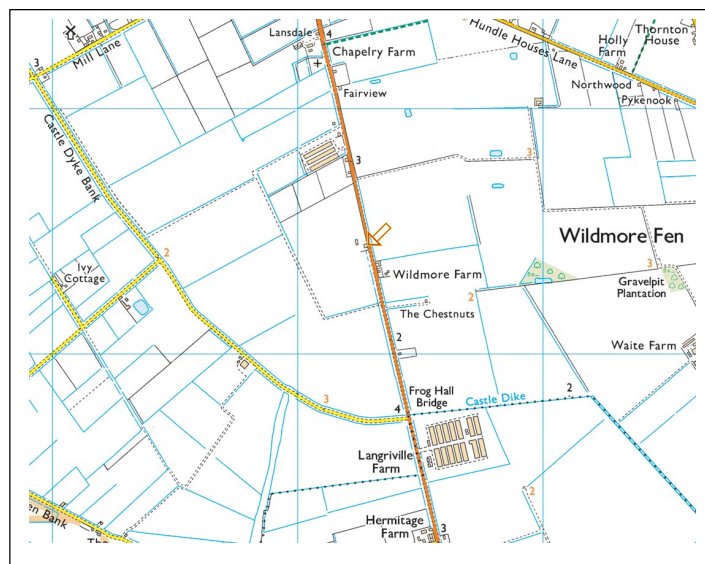 Lansdale
4
Chapelry Farm
Mill Lane
3
Fairview
Hundle Houses Lane
Holly
Farm
Thornton
House
Northwood
Pykenook
Castle Dyke Bank
3
3
2
Ivy
Cottage
Wildmore Fen
Wildmore Farm
3
Gravelpit
Plantation
2
The Chestnuts
2
Waite Farm
Frog Hall
Bridge
Castle Dike
2
3
4
Langriville
Farm
2
en Bank
The
Hermitage
Farm
3